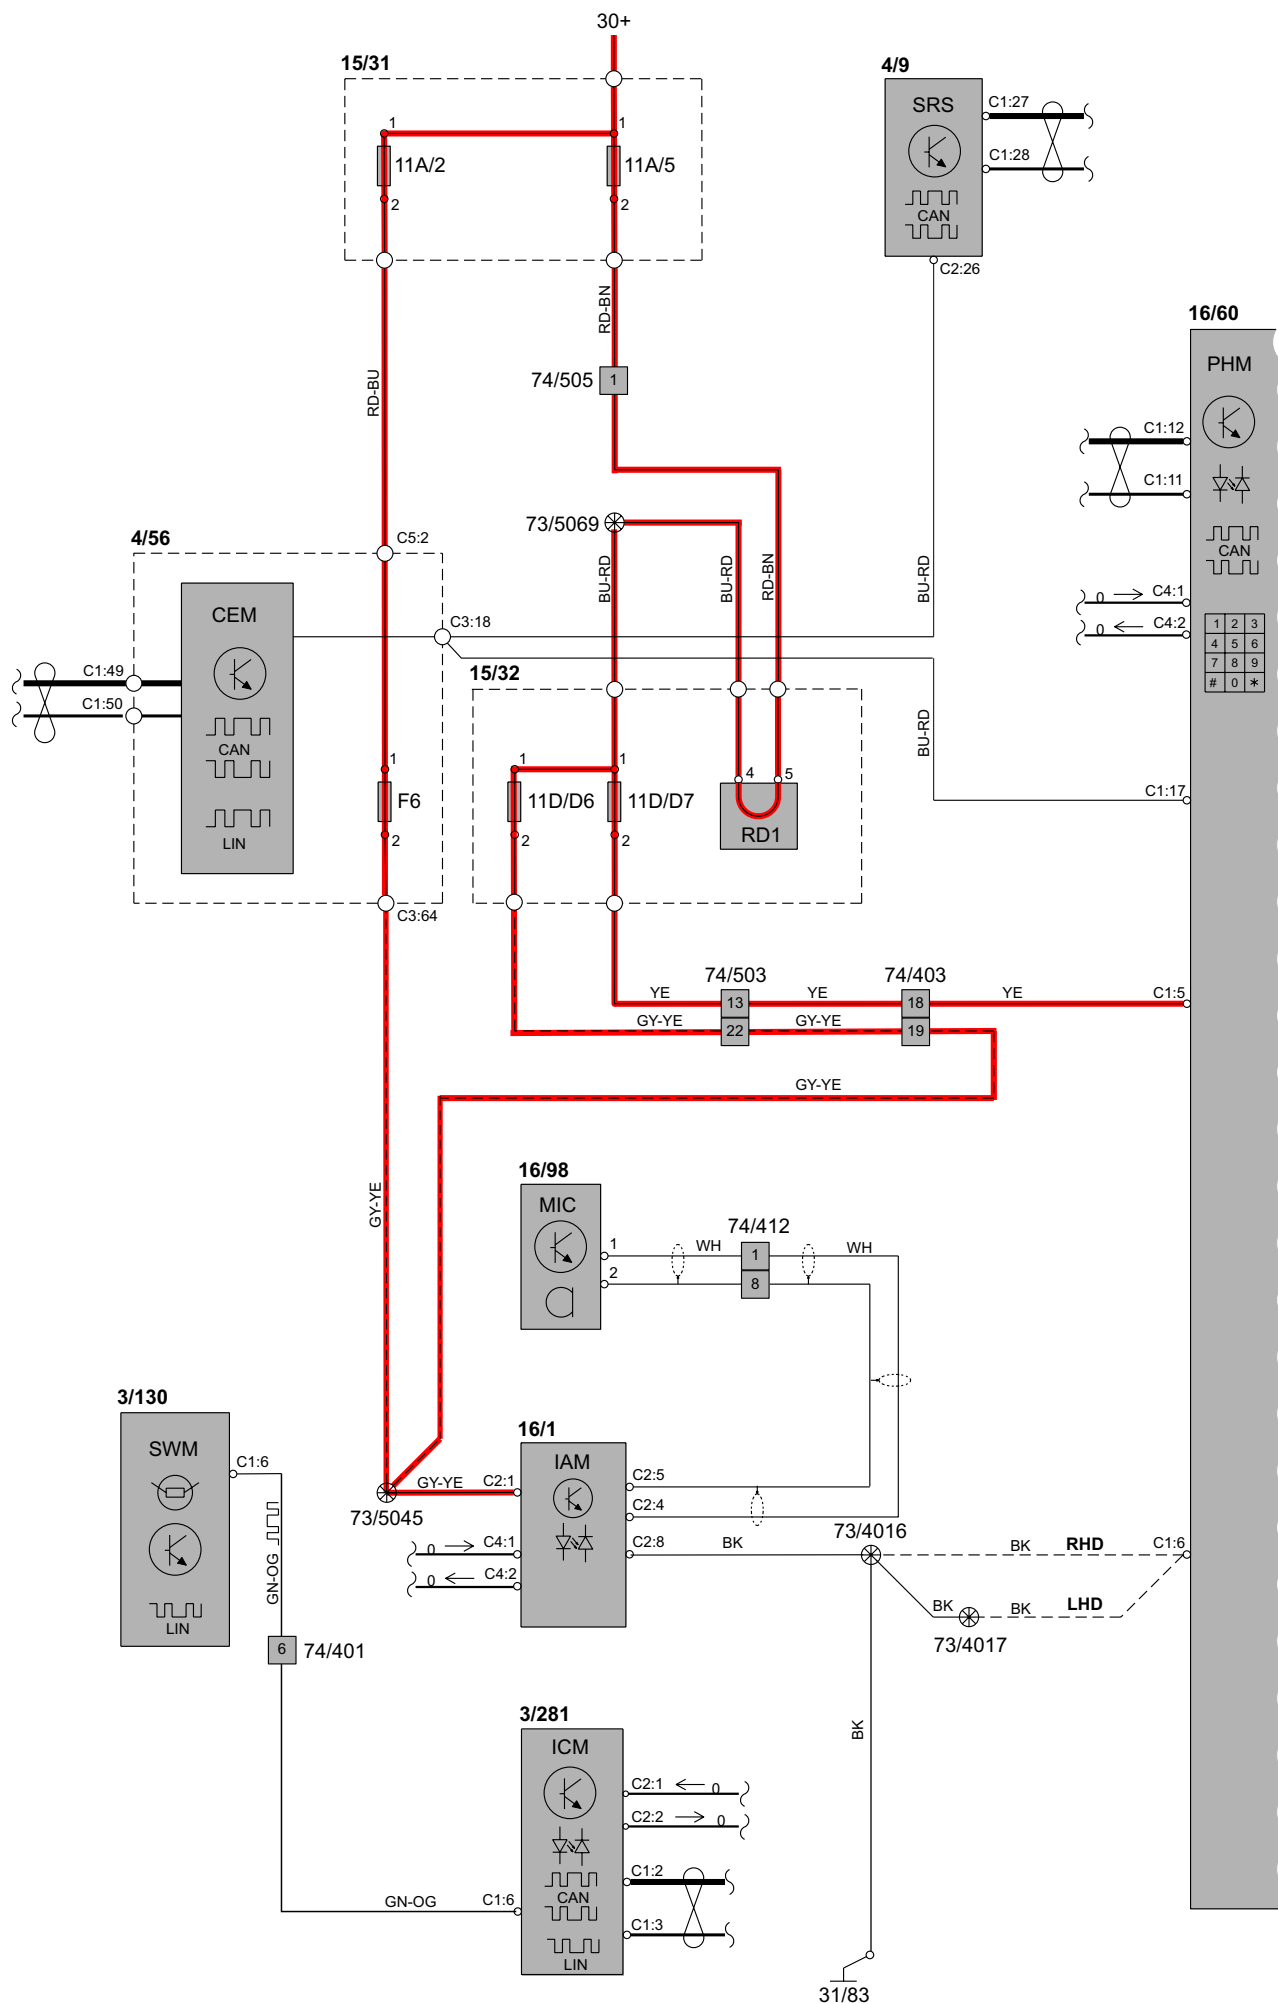 30+
15/31
4/9
1
1
11A/2
11A/5
2
2
SRS
C1:27
C1:28
CAN
C2:26
RD-BN
16/60
PHM
RD-BU
74/505
1
C1:12
C1:11
CAN
73/5069
4/56
C5:2
BU-RD
BU-RD
RD-BN
BU-RD
0
C4:1
0
C4:2
CEM
C3:18
1 2 3
4 5 6
7 8 9
# 0 *
C1:49
C1:50
15/32
CAN
BU-RD
1
F6
2
LIN
1
1
4
5
11D/D6
11D/D7
2
2
RD1
C1:17
C3:64
74/503
74/403
YE
13
YE
18
YE
C1:5
GY-YE
22
GY-YE
19
GY-YE
GY-YE
16/98
MIC
1
2
74/412
WH
1
WH
8
3/130
SWM
C1:6
LIN
GN-OG
16/1
IAM
GY-YE
C2:1
C2:5
C2:4
73/5045
0
C4:1
0
C4:2
C2:8
BK
73/4016
BK
RHD
C1:6
BK
BK
LHD
73/4017
6
74/401
BK
3/281
ICM
C2:1
0
C2:2
0
C1:2
CAN
GN-OG
C1:6
C1:3
LIN
31/83